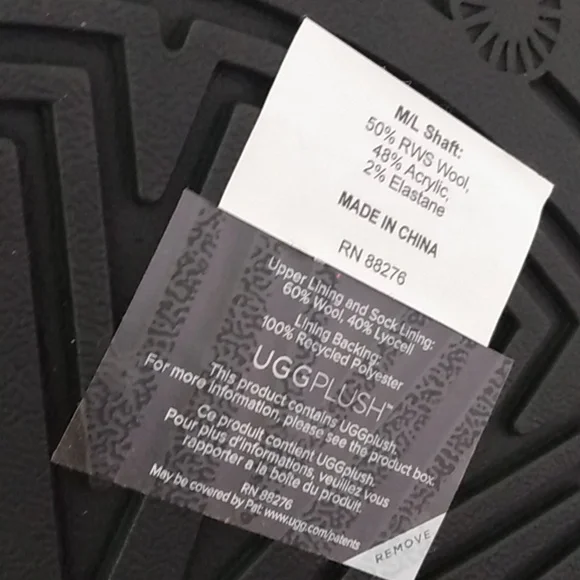 M/L Shaft:
50% RWS Wool,
48% Acrylic,
2% Elastane
MADE IN CHINA
RN 88276
Upper Lining and Sock Lining:
60% Wool, 40% Lyocell
Lining Backing:
100% Recycled Polyester
UGGPLUSH™
This product contains UGGplush.
For more information, please see the product box.
Ce produit contient UGGplush.
Pour plus d'informations, veuillez vous
rapporter a la boîte du produit.
RN 88276
May be covered by Pat. www.ugg.com/patents
REMOVE